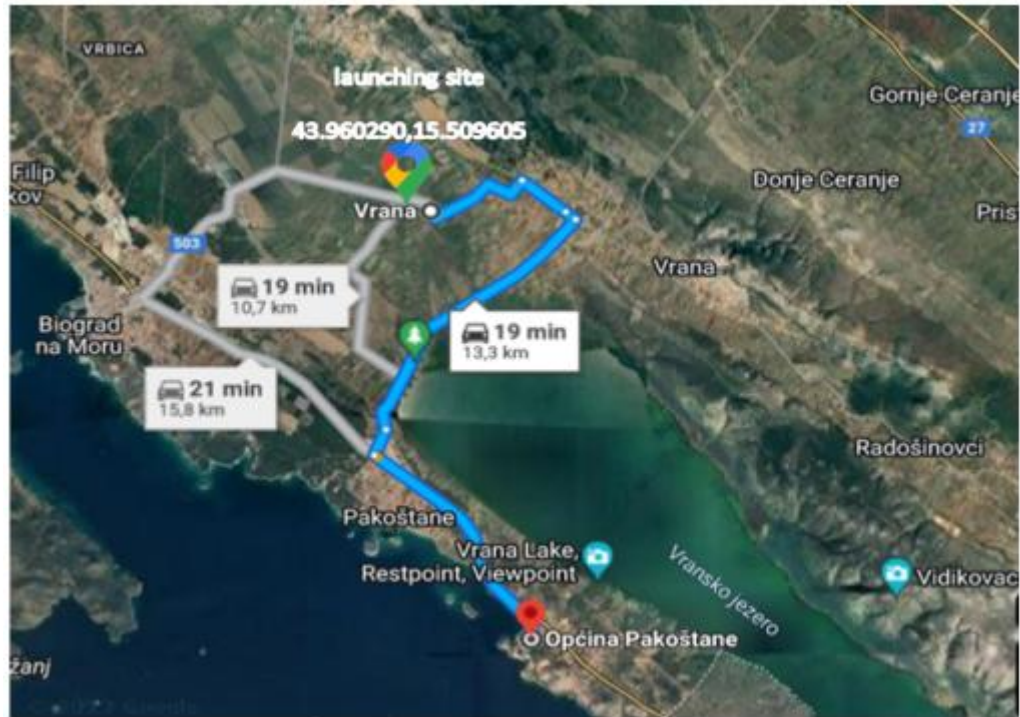 VRBICA
launching site
43.960290,15.509605
Gornje Ceranje
27
Filip
kov
Donje Ceranje
Pris
Vrana
503
Vrana
19 min
10,7 km
Biograd
na Moru
19 min
13,3 km
21 min
15,8 km
Radošinovci
Pakoštane
Vrana Lake,
Restpoint, Viewpoint
Vransko jezero
Vidikovac
Općina Pakoštane
žanj